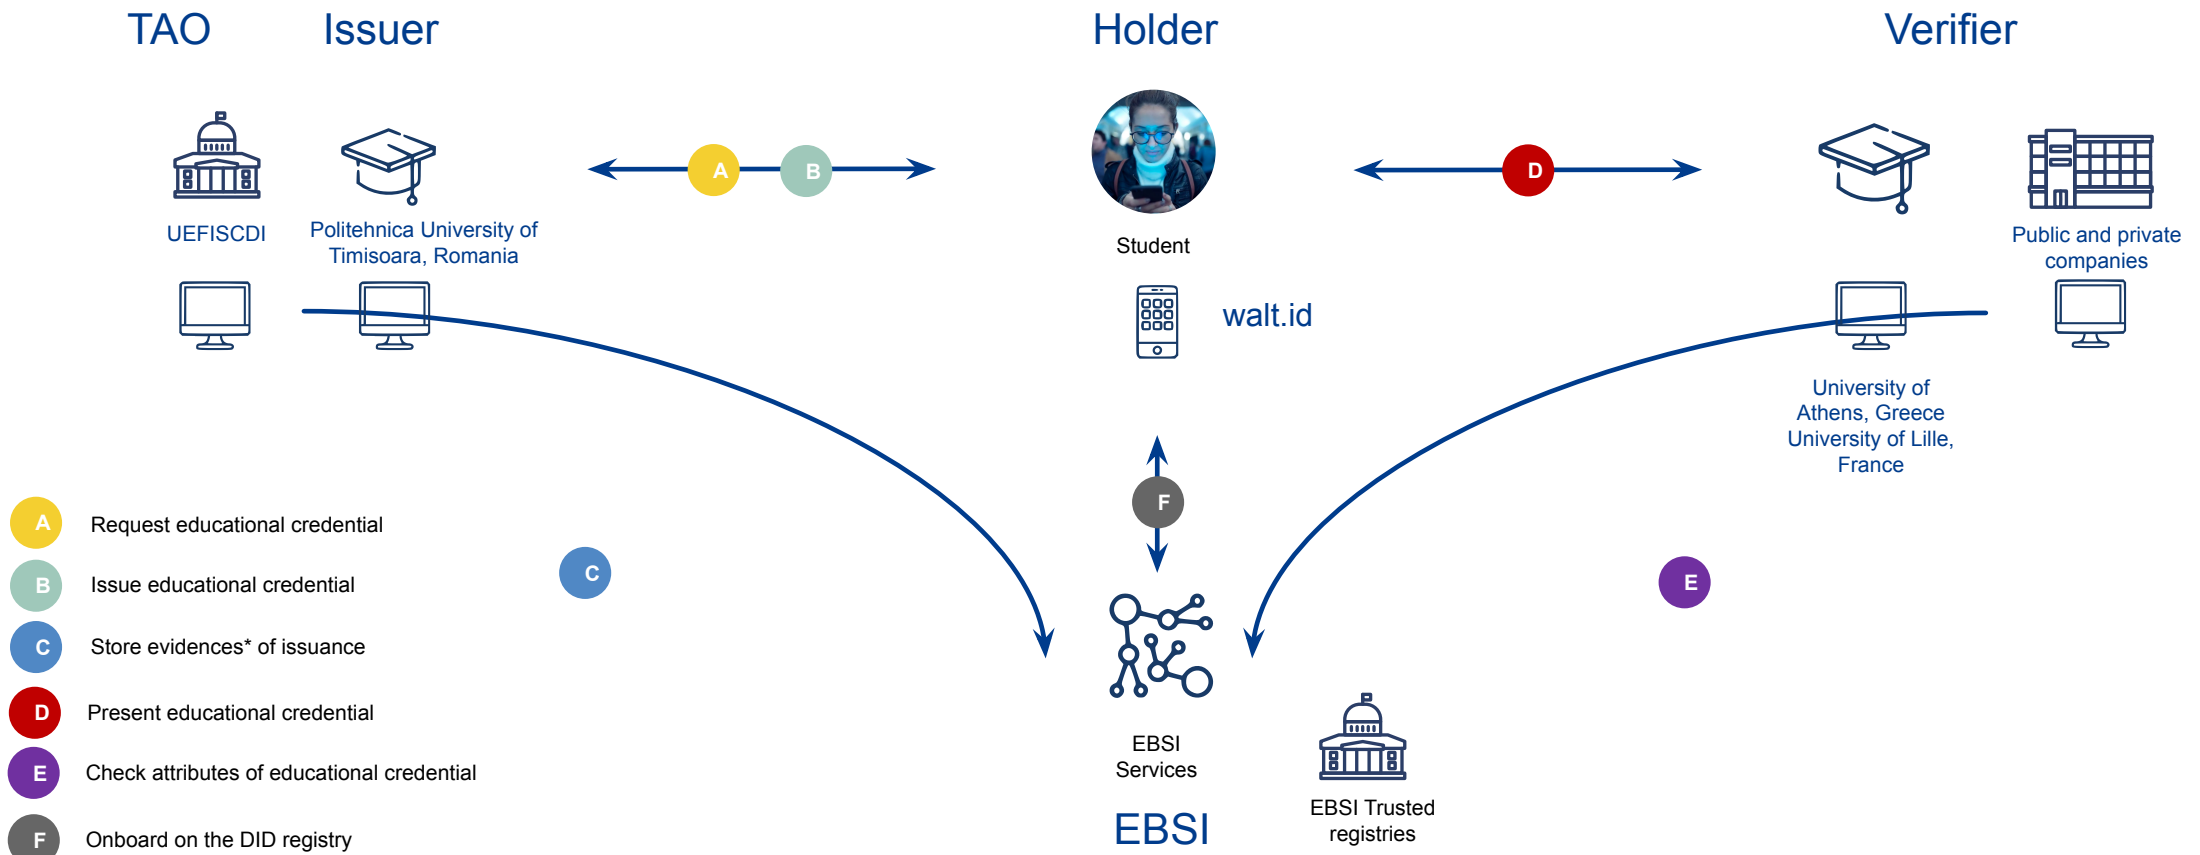 TAO
Issuer
Holder
Verifier
A
B
D
UEFISCDI
Politehnica University of
Timisoara, Romania
Student
Public and private
companies
walt.id
University of
Athens, Greece
University of Lille,
France
F
C
E
A Request educational credential
B Issue educational credential
C Store evidences* of issuance
D Present educational credential
E Check attributes of educational credential
F Onboard on the DID registry
EBSI
Services
EBSI
EBSI Trusted
registries